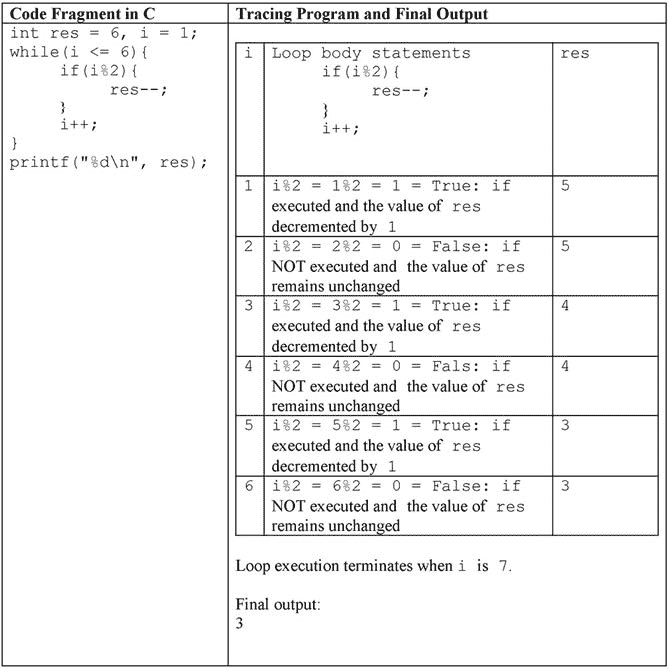 Code Fragment in C
int res = 6, i = 1;
while(i <= 6){
if(i%2){
res--;
}
i++;
}
printf("%d\n", res);
Tracing Program and Final Output
i
Loop body statements
if(i%2){
res--;
}
i++;
res
1
i%2 = 1%2 = 1 = True: if
executed and the value of res
decremented by 1
5
2
i%2 = 2%2 = 0 = False: if
NOT executed and the value of res
remains unchanged
5
3
i%2 = 3%2 = 1 = True: if
executed and the value of res
decremented by 1
4
4
i%2 = 4%2 = 0 = Fals: if
NOT executed and the value of res
remains unchanged
4
5
i%2 = 5%2 = 1 = True: if
executed and the value of res
decremented by 1
3
6
i%2 = 6%2 = 0 = False: if
NOT executed and the value of res
remains unchanged
3
Loop execution terminates when i is 7.
Final output:
3